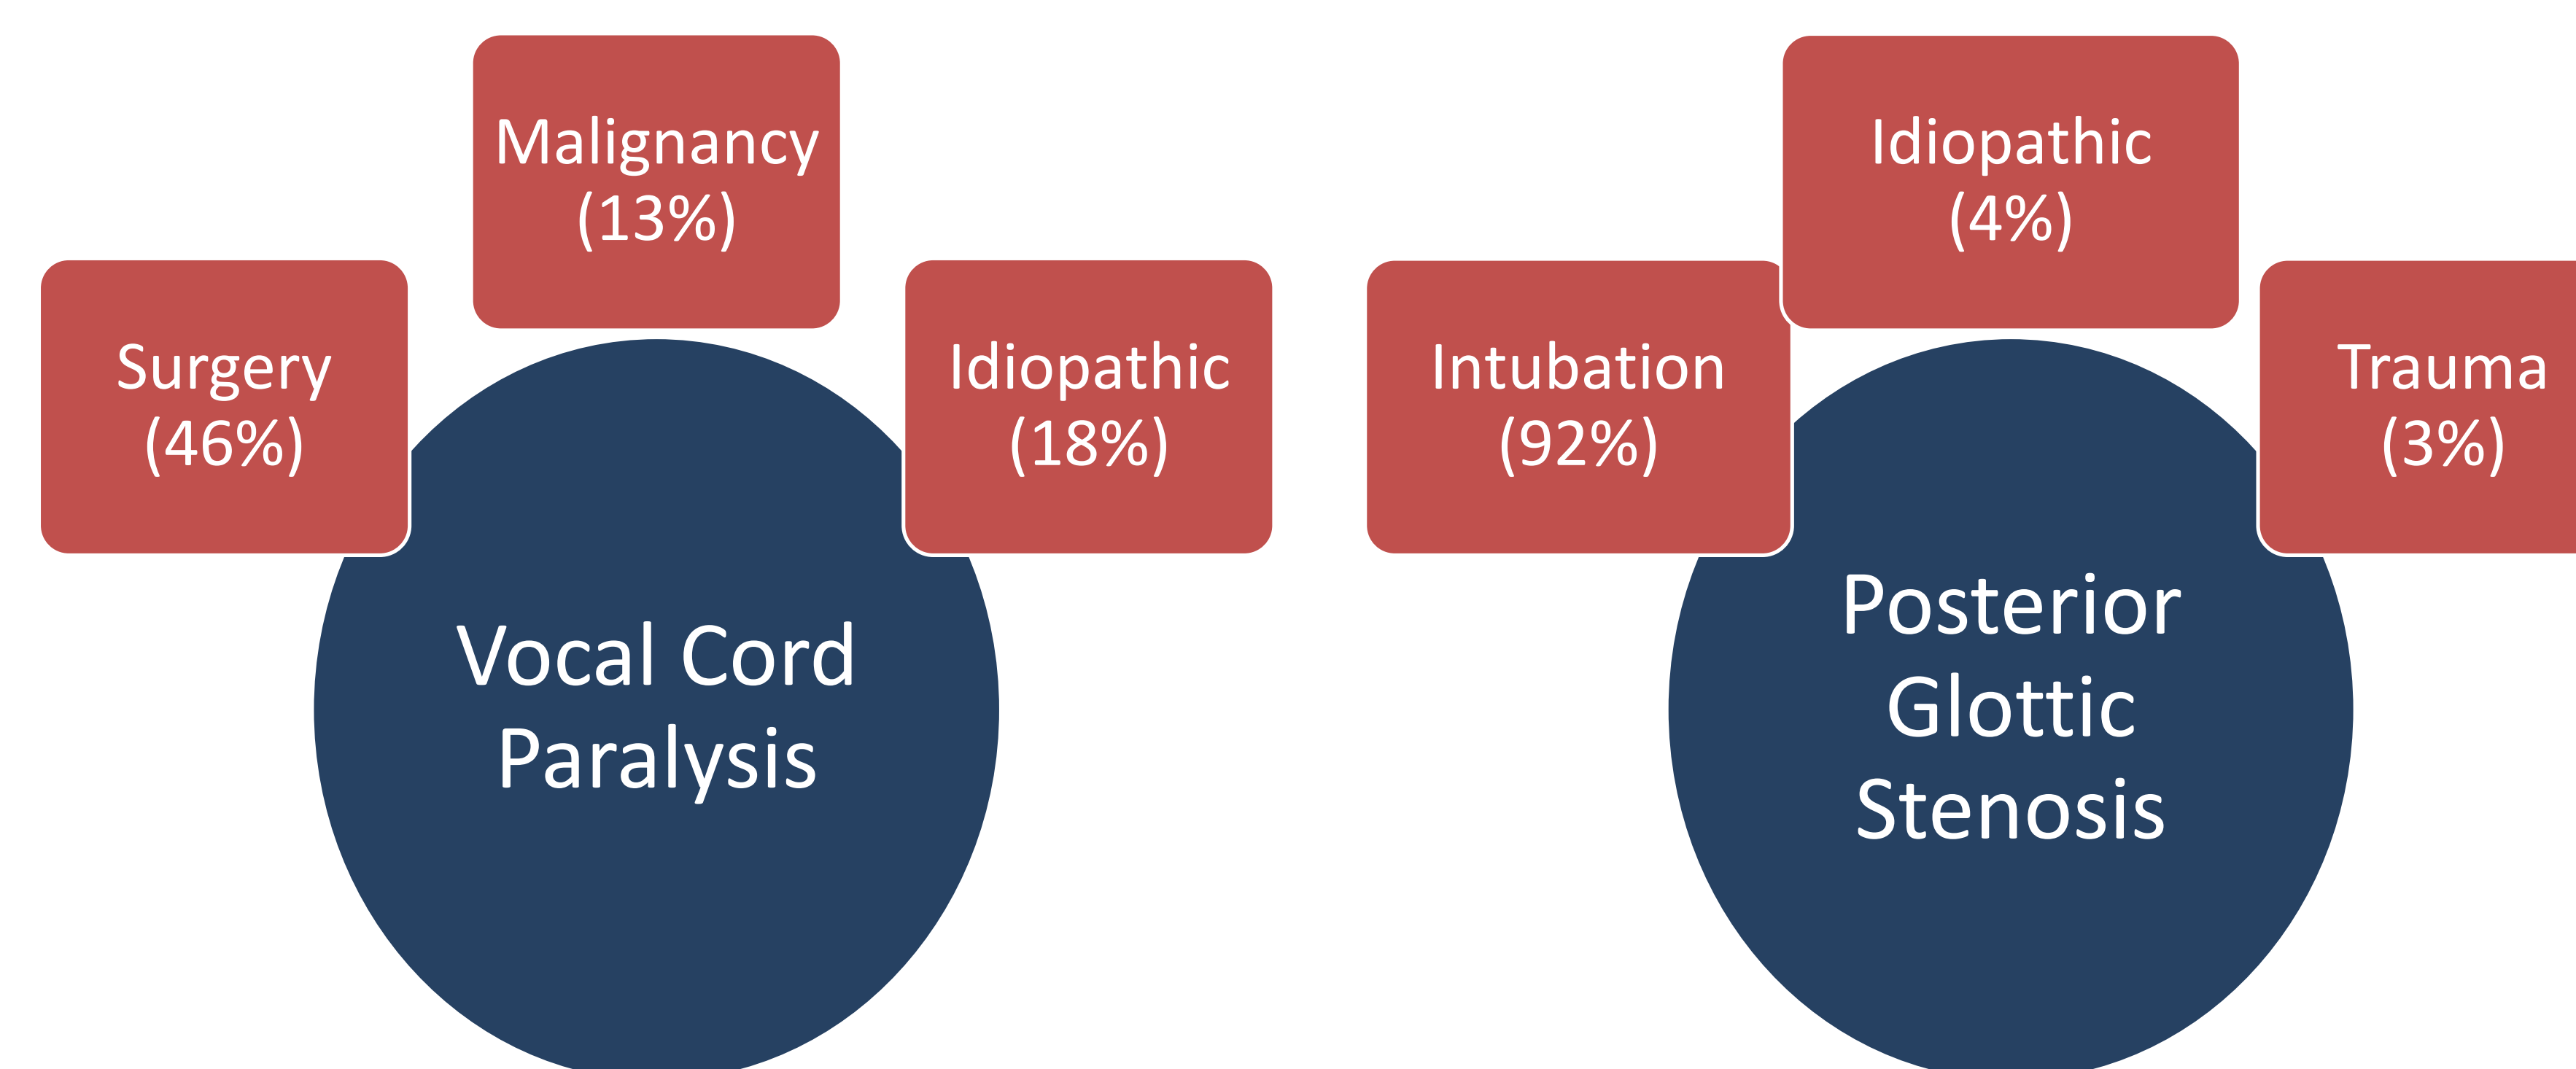 Malignancy
(13%)
Surgery
(46%)
Idiopathic
(18%)
Vocal Cord
Paralysis
Idiopathic
(4%)
Intubation
(92%)
Trauma
(3%)
Posterior
Glottic
Stenosis